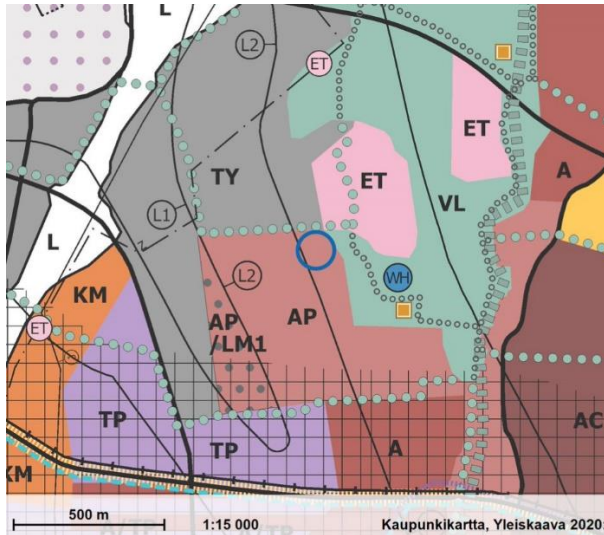 L
L2
ET
ET
A
TY
ET
VL
L
L1
KM
L2
WH
ET
AP
/LM1
AP
TP
TP
A
AC
KM
500 m
1:15 000
Kaupunkikartta, Yleiskaava 2020: